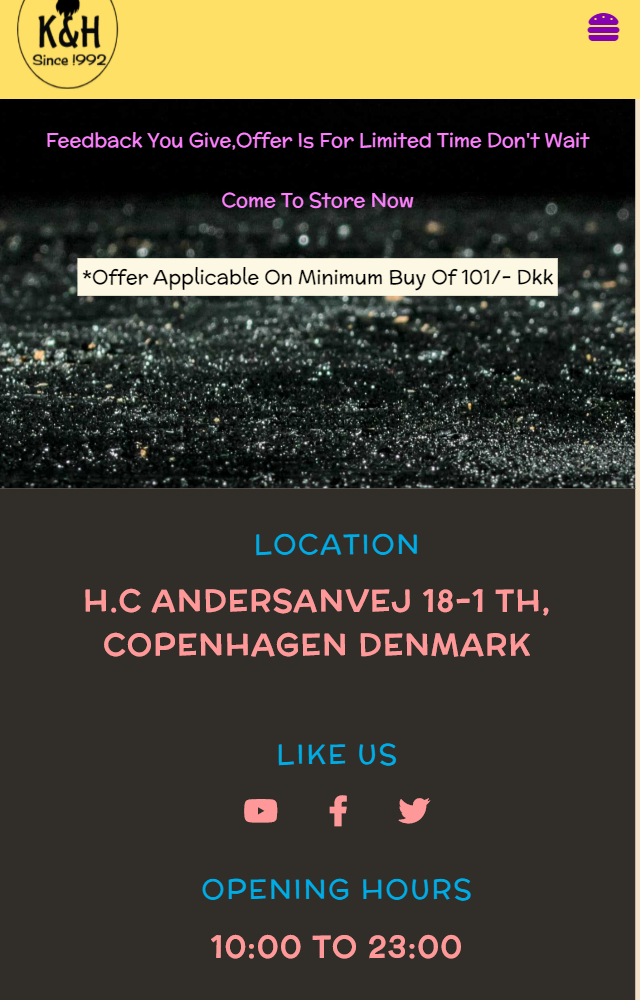 K&H
Since !992
Feedback You Give,Offer Is For Limited Time Don't Wait
Come To Store Now
*Offer Applicable On Minimum Buy Of 101/- Dkk
LOCATION
H.C ANDERSANVEJ 18-1 TH,
COPENHAGEN DENMARK
LIKE US
OPENING HOURS
10:00 TO 23:00